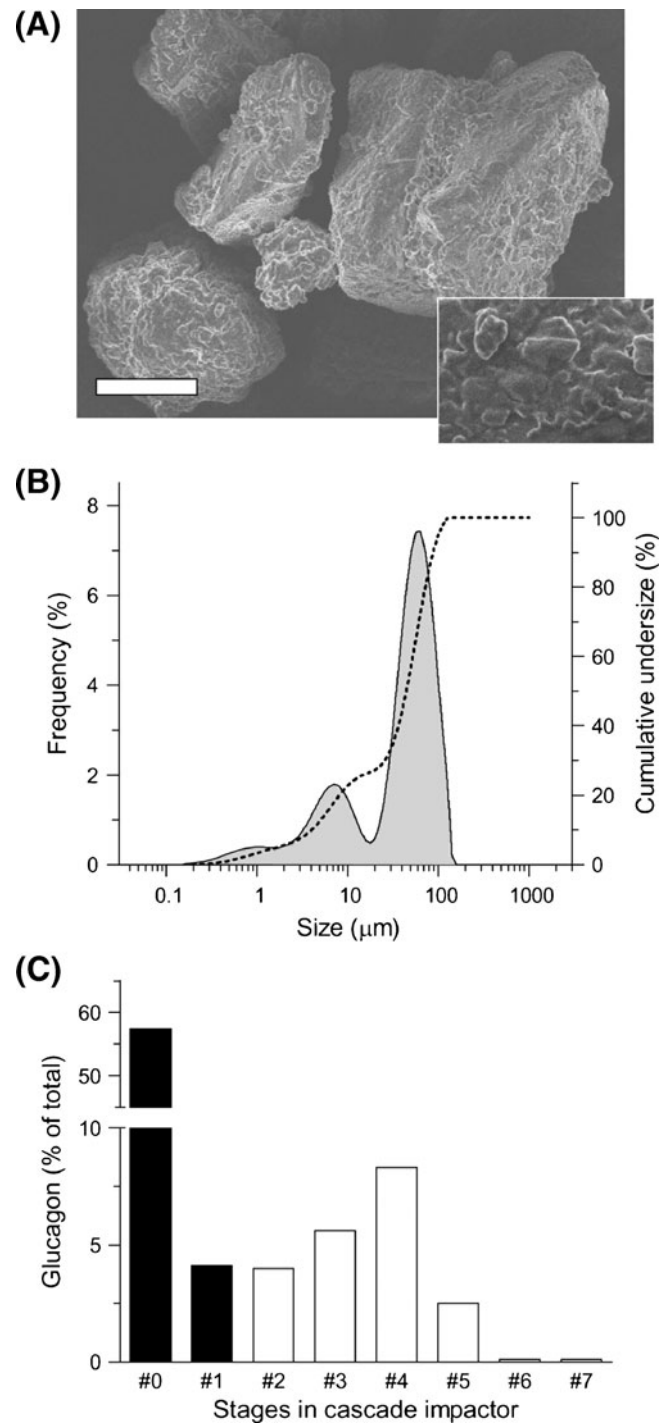 (A)
(B)
Frequency (%)
8
6
4
2
0
Cumulative undersize (%)
100
80
60
40
20
0
0.1 1 10 100 1000
Size (μm)
(C)
Glucagon (% of total)
60
50
10
5
0
#0 #1 #2 #3 #4 #5 #6 #7
Stages in cascade impactor